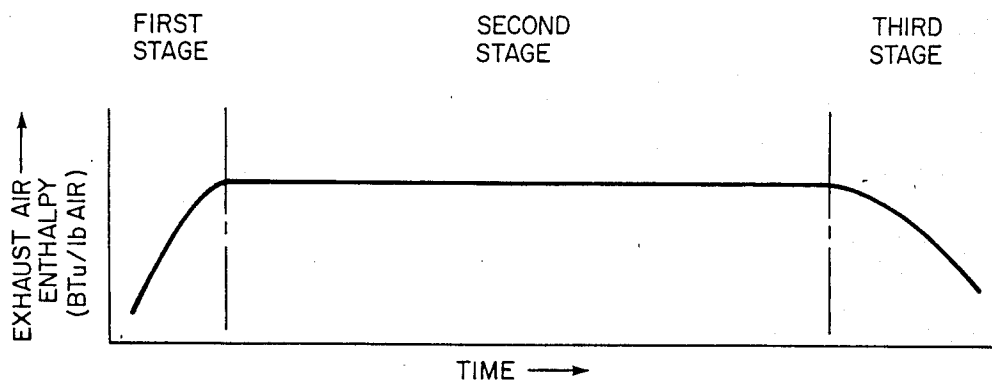 FIRST
STAGE
SECOND
STAGE
THIRD
STAGE
EXHAUST AIR
ENTHALPY
(BTu/lb AIR)
TIME